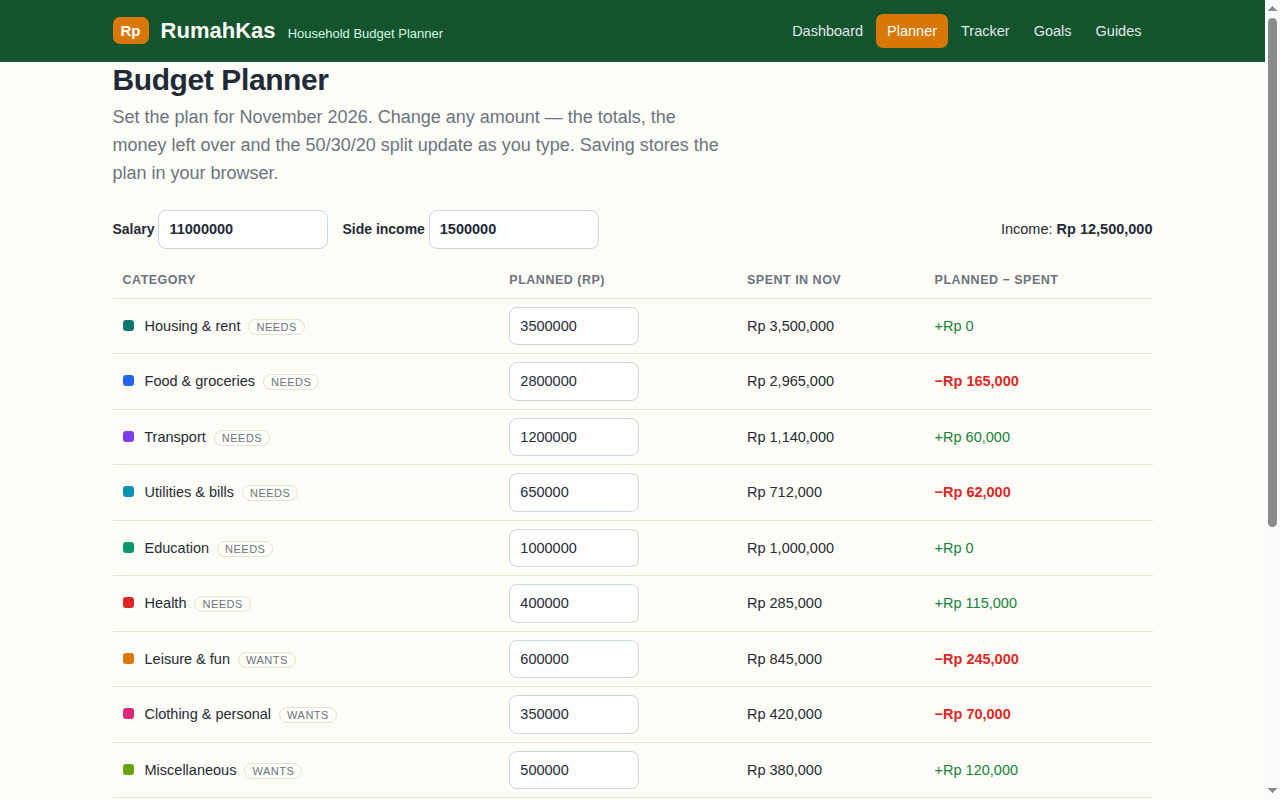 Rp RumahKas Household Budget Planner Dashboard Planner Tracker Goals Guides
Budget Planner
Set the plan for November 2026. Change any amount — the totals, the
money left over and the 50/30/20 split update as you type. Saving stores the
plan in your browser.
Salary 11000000 Side income 1500000 Income: Rp 12,500,000
CATEGORY PLANNED (RP) SPENT IN NOV PLANNED − SPENT
Housing & rent NEEDS 3500000 Rp 3,500,000 +Rp 0
Food & groceries NEEDS 2800000 Rp 2,965,000 −Rp 165,000
Transport NEEDS 1200000 Rp 1,140,000 +Rp 60,000
Utilities & bills NEEDS 650000 Rp 712,000 −Rp 62,000
Education NEEDS 1000000 Rp 1,000,000 +Rp 0
Health NEEDS 400000 Rp 285,000 +Rp 115,000
Leisure & fun WANTS 600000 Rp 845,000 −Rp 245,000
Clothing & personal WANTS 350000 Rp 420,000 −Rp 70,000
Miscellaneous WANTS 500000 Rp 380,000 +Rp 120,000